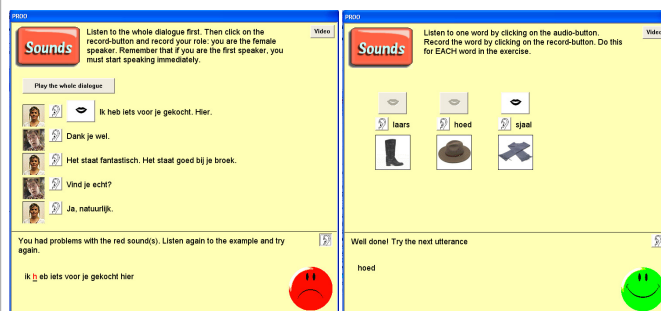 PROO
Sounds
Listen to the whole dialogue first. Then click on the
record-button and record your role: you are the female
speaker. Remember that if you are the first speaker, you
must start speaking immediately.
Video
Play the whole dialogue
Ik heb iets voor je gekocht. Hier.
Dank je wel.
Het staat fantastisch. Het staat goed bij je broek.
Vind je echt?
Ja, natuurlijk.
You had problems with the red sound(s). Listen again to the example and try
again.
ik h eb iets voor je gekocht hier
PROO
Sounds
Listen to one word by clicking on the audio-button.
Record the word by clicking on the record-button. Do this
for EACH word in the exercise.
Video
laars hoed sjaal
Well done! Try the next utterance
hoed